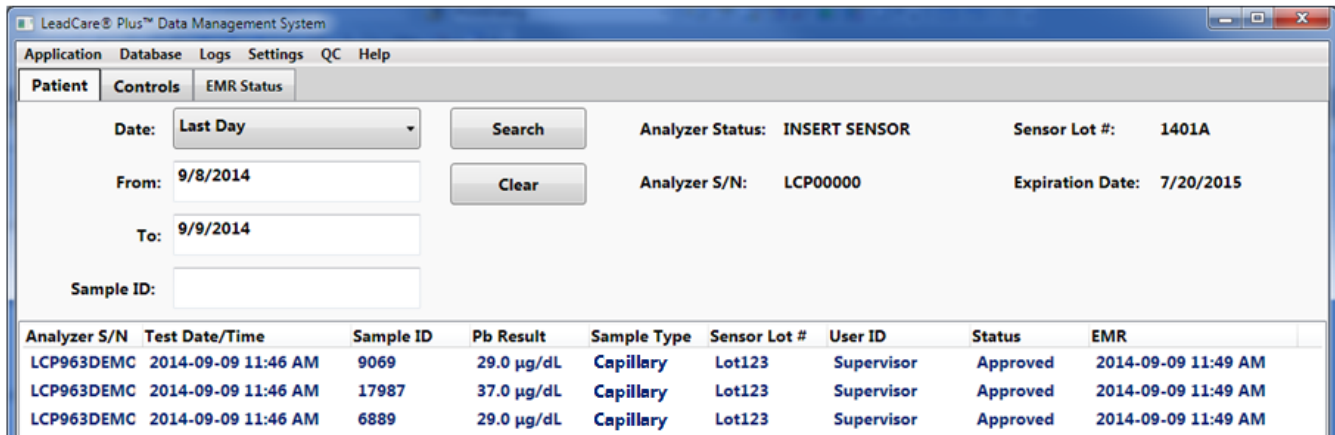 LeadCare® Plus™ Data Management System
Application Database Logs Settings QC Help
Patient Controls EMR Status
Date: Last Day Search Analyzer Status: INSERT SENSOR Sensor Lot #: 1401A
From: 9/8/2014 Clear Analyzer S/N: LCP00000 Expiration Date: 7/20/2015
To: 9/9/2014
Sample ID:
Analyzer S/N Test Date/Time Sample ID Pb Result Sample Type Sensor Lot # User ID Status EMR
LCP963DEMC 2014-09-09 11:46 AM 9069 29.0 µg/dL Capillary Lot123 Supervisor Approved 2014-09-09 11:49 AM
LCP963DEMC 2014-09-09 11:46 AM 17987 37.0 µg/dL Capillary Lot123 Supervisor Approved 2014-09-09 11:49 AM
LCP963DEMC 2014-09-09 11:46 AM 6889 29.0 µg/dL Capillary Lot123 Supervisor Approved 2014-09-09 11:49 AM